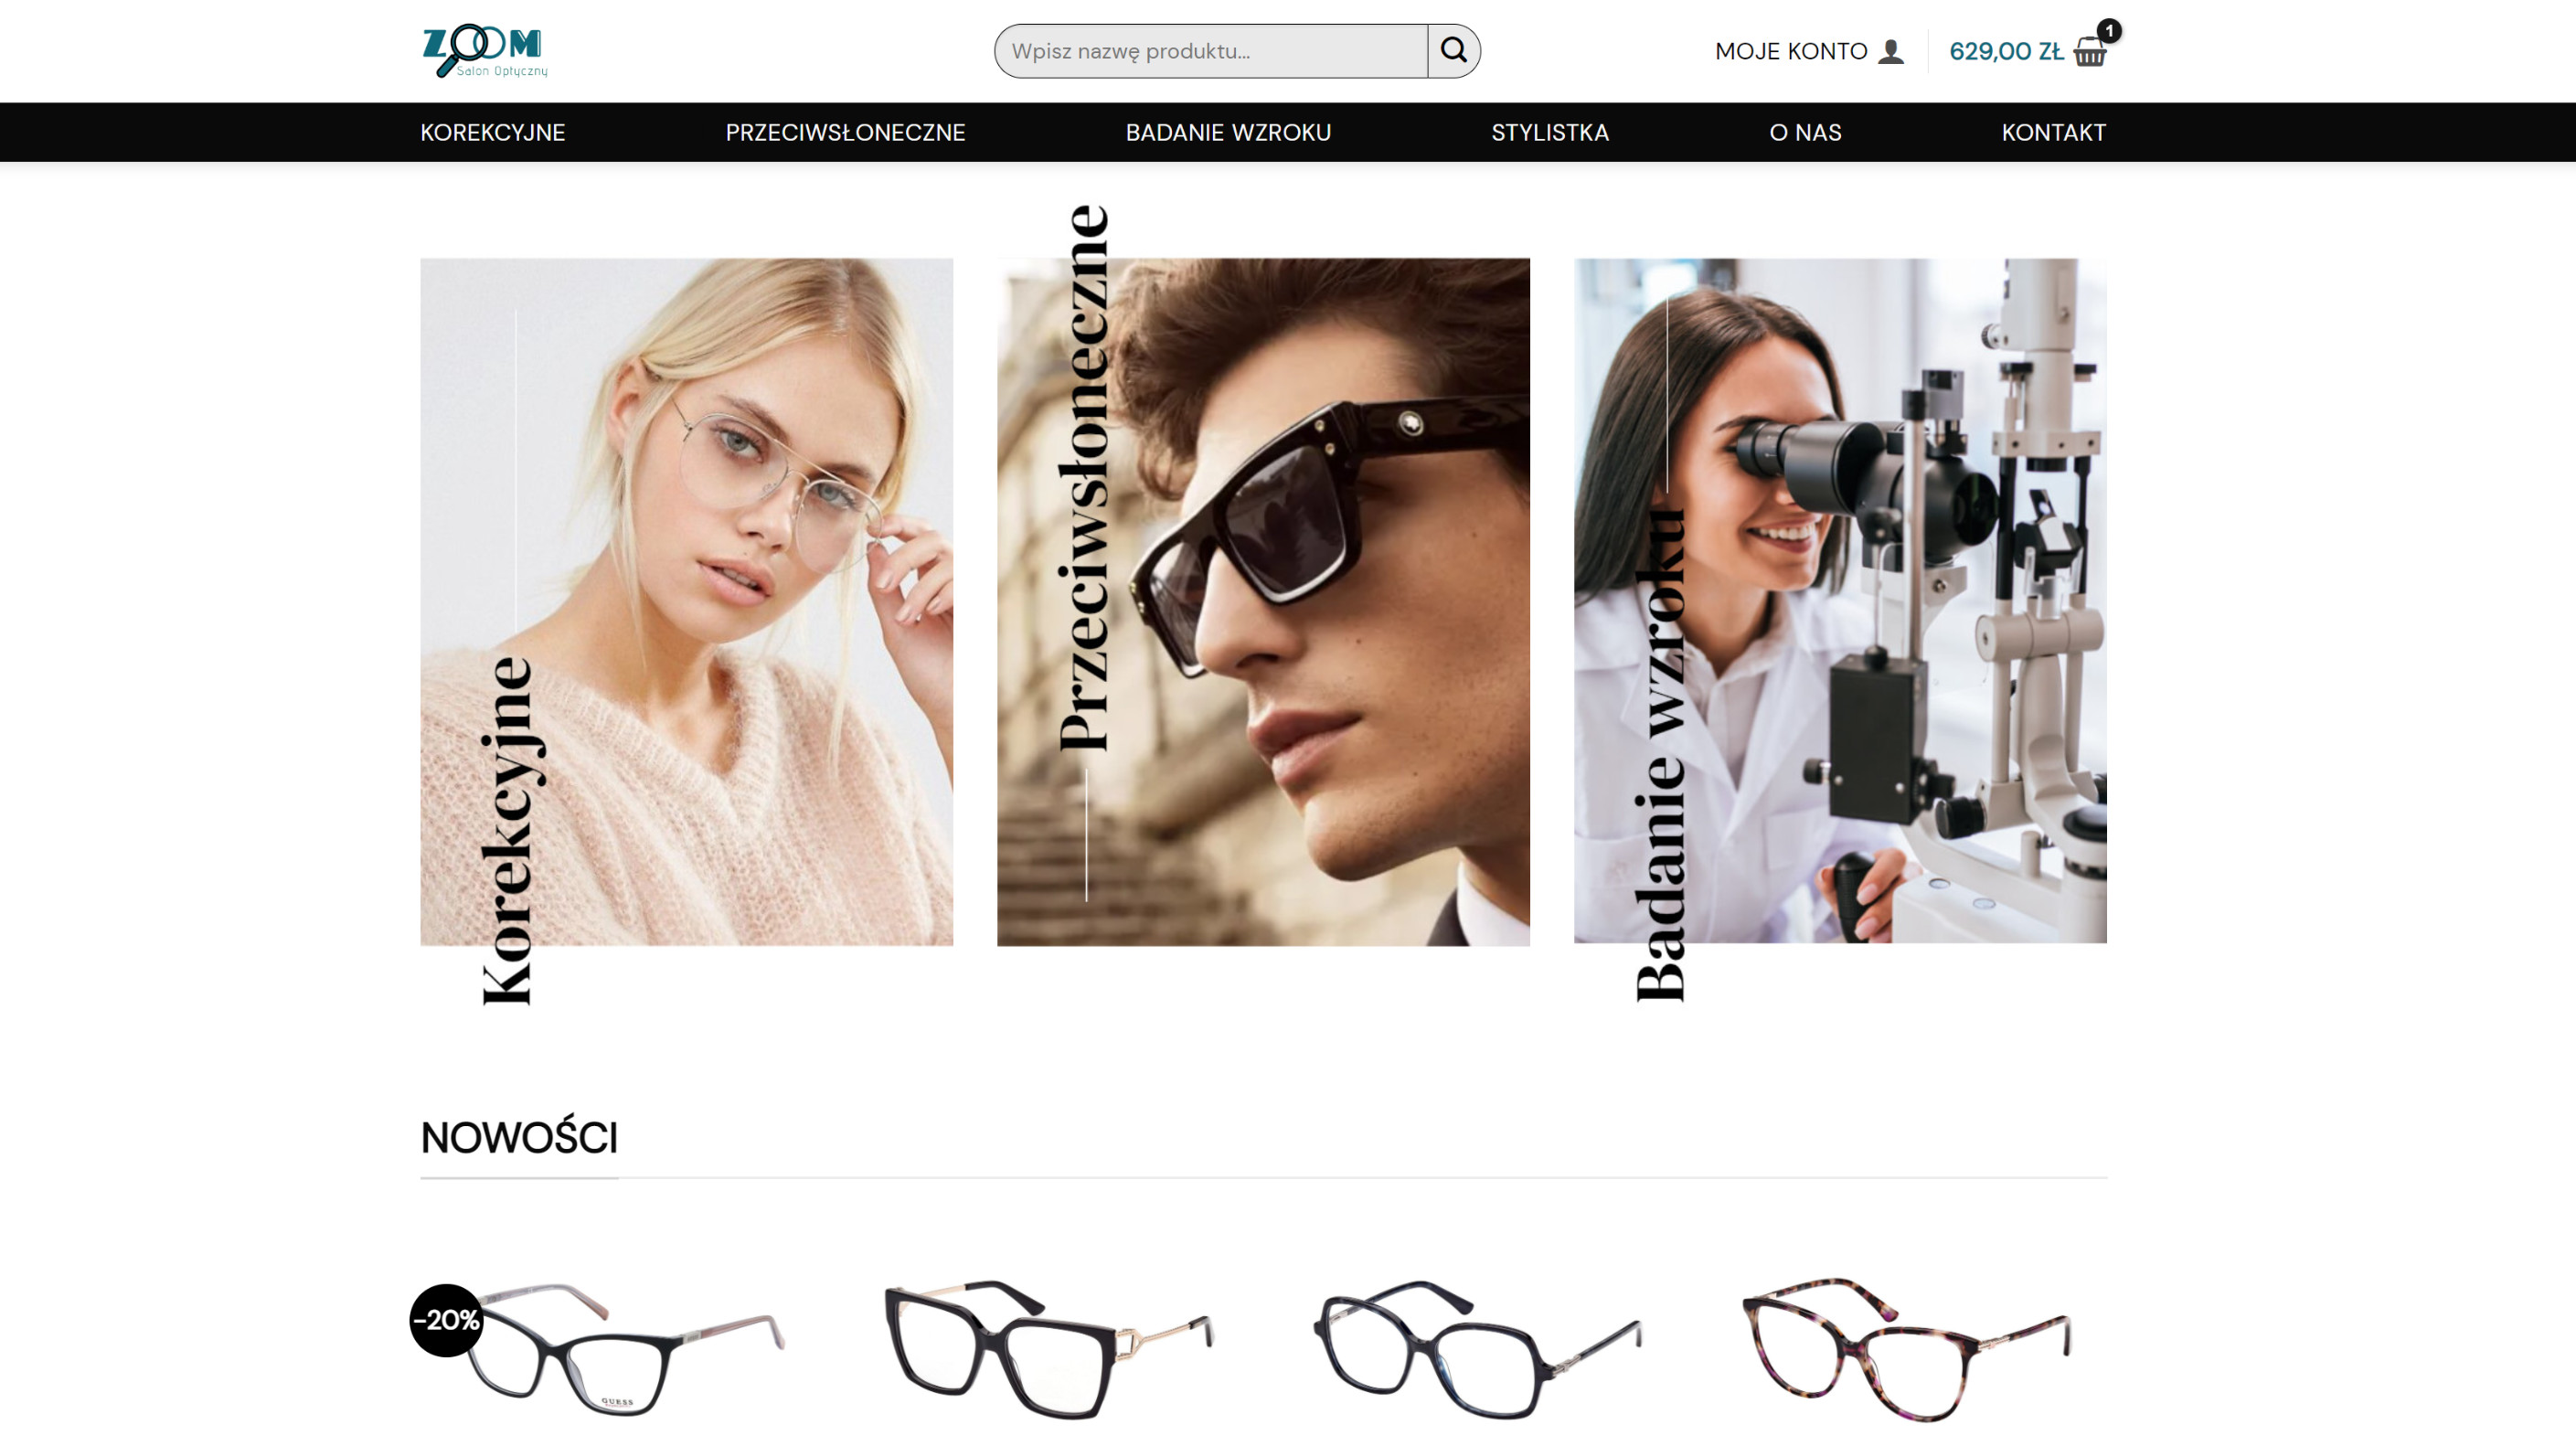 ZOOM
Salon Optyczny
Wpisz nazwę produktu...
MOJE KONTO
629,00 ZŁ
1
KOREKCYJNE
PRZECIWSŁONECZNE
BADANIE WZROKU
STYLISTKA
O NAS
KONTAKT
Korekcyjne
Przeciwsłoneczne
Badanie wzroku
NOWOŚCI
-20%
GUESS